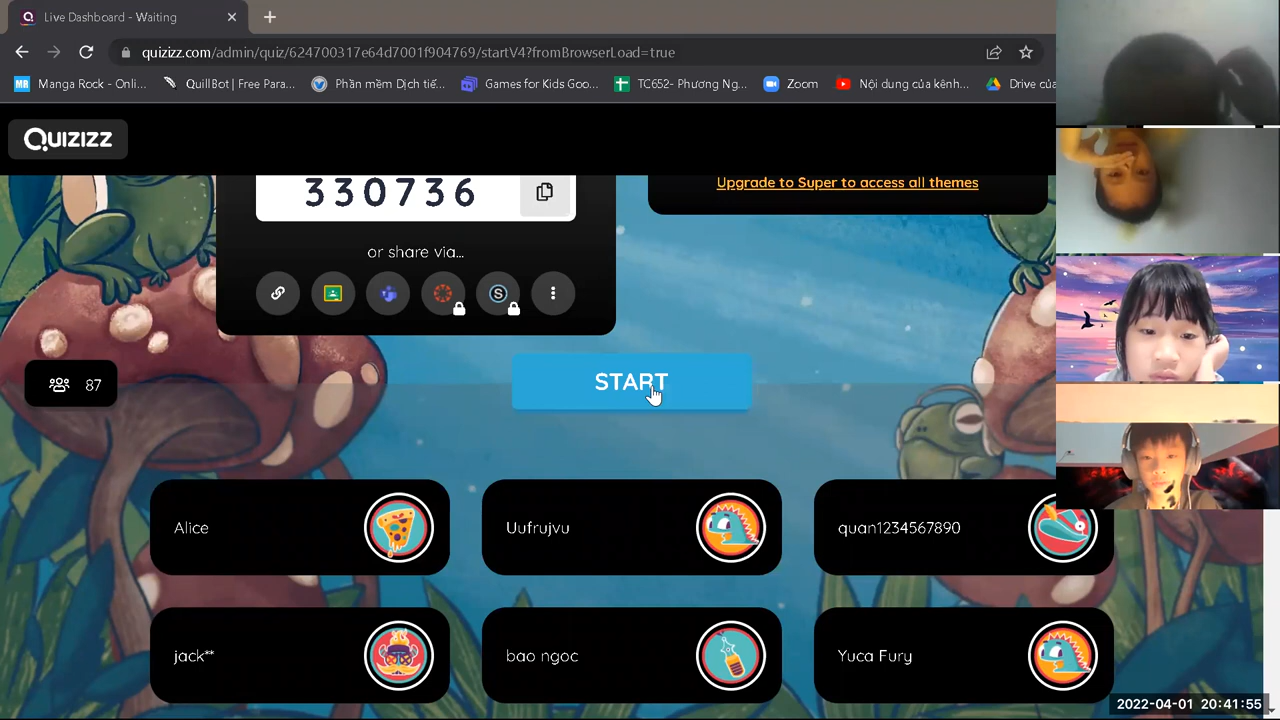 Live Dashboard - Waiting
quizizz.com/admin/quiz/624700317e64d7001f904769/startV4?fromBrowserLoad=true
MR Manga Rock - Onli...
QuillBot | Free Para...
Phần mềm Dịch tiế...
Games for Kids Goo...
TC652- Phương Ng...
Zoom
Nội dung của kênh...
Drive của
QUIZIZZ
330736
Upgrade to Super to access all themes
or share via...
S
87
START
Alice
Uufrujvu
quan1234567890
jack**
bao ngoc
Yuca Fury
2022-04-01 20:41:55